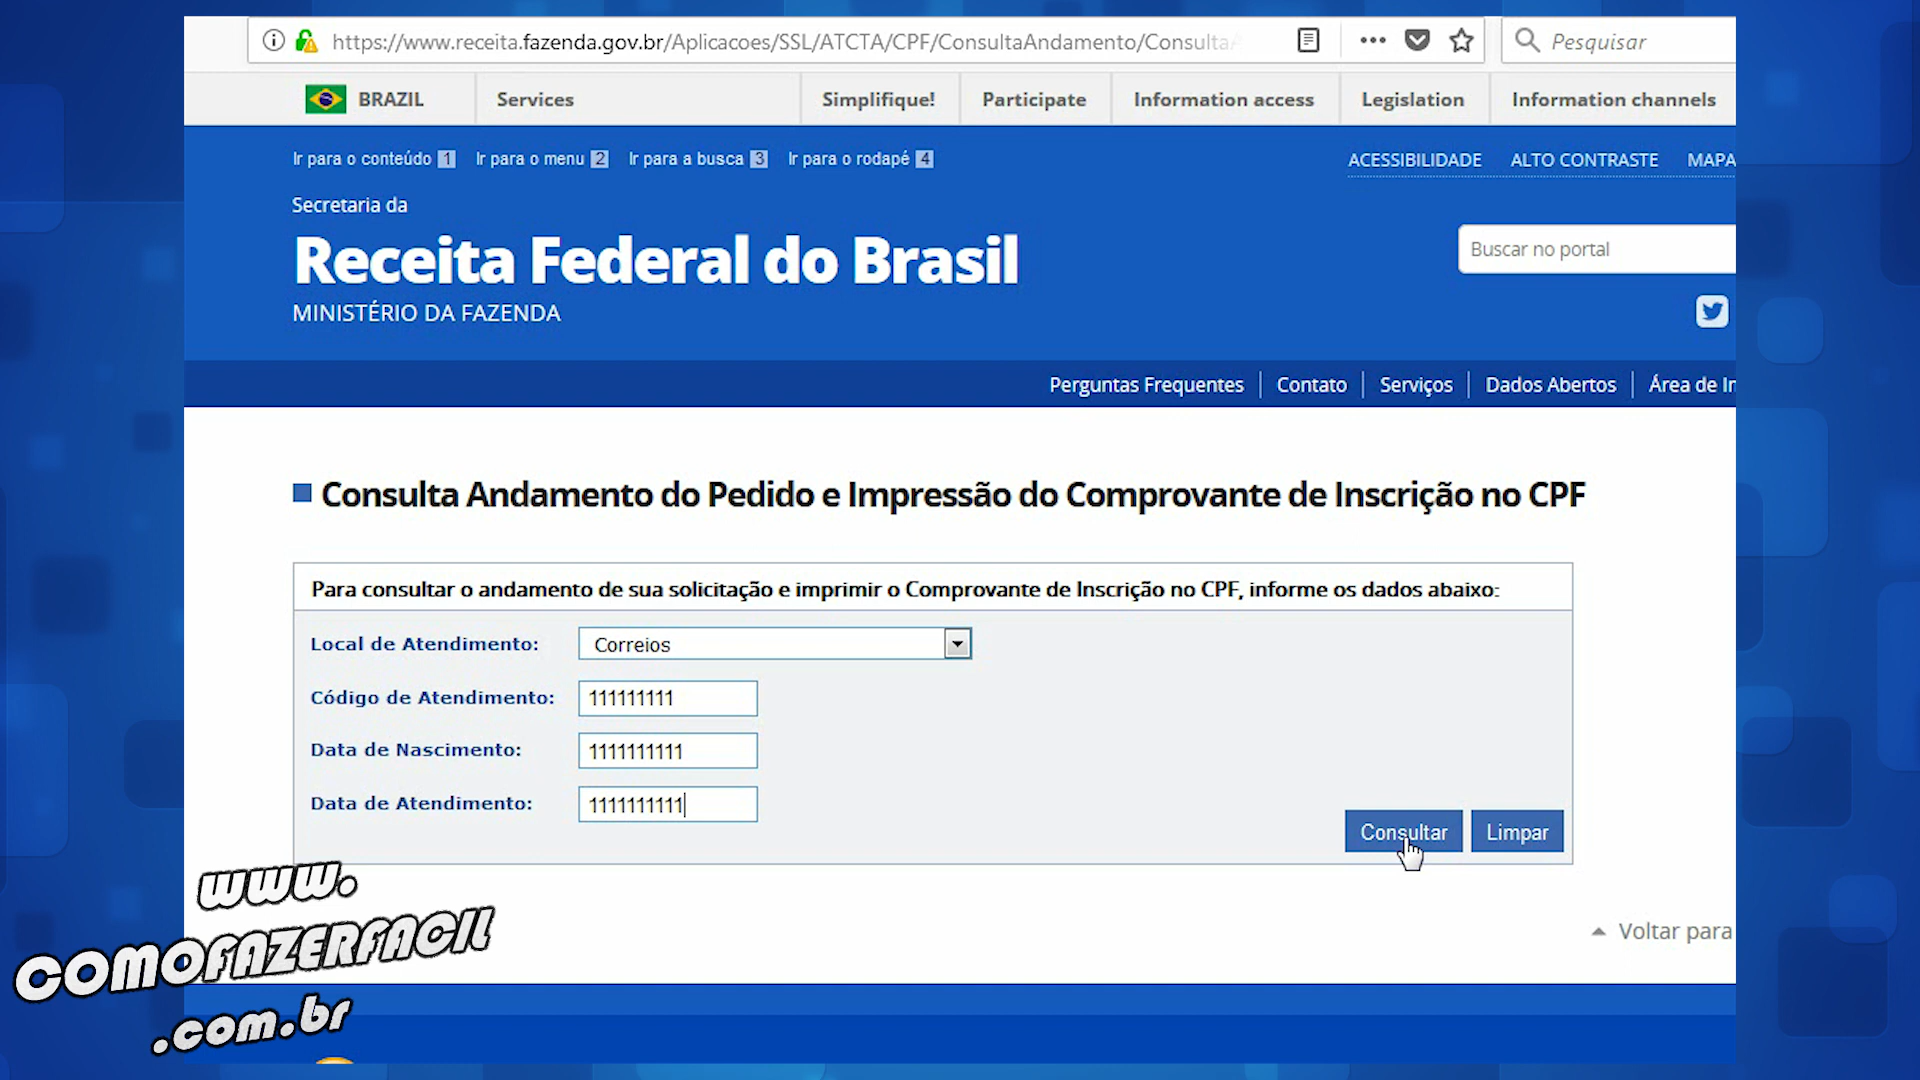 https://www.receita.fazenda.gov.br/Aplicacoes/SSL/ATCTA/CPF/ConsultaAndamento/Consulta
Pesquisar
BRAZIL
Services
Simplifique!
Participate
Information access
Legislation
Information channels
Ir para o conteúdo 1
Ir para o menu 2
Ir para a busca 3
Ir para o rodapé 4
ACESSIBILIDADE
ALTO CONTRASTE
MAPA
Secretaria da
Receita Federal do Brasil
MINISTÉRIO DA FAZENDA
Buscar no portal
Perguntas Frequentes
Contato
Serviços
Dados Abertos
Área de
Consulta Andamento do Pedido e Impressão do Comprovante de Inscrição no CPF
Para consultar o andamento de sua solicitação e imprimir o Comprovante de Inscrição no CPF, informe os dados abaixo:
Local de Atendimento: Correios
Código de Atendimento: 111111111
Data de Nascimento: 1111111111
Data de Atendimento: 1111111111
Consultar
Limpar
Voltar para
www.
COMOFAZERFACIL
.com.br